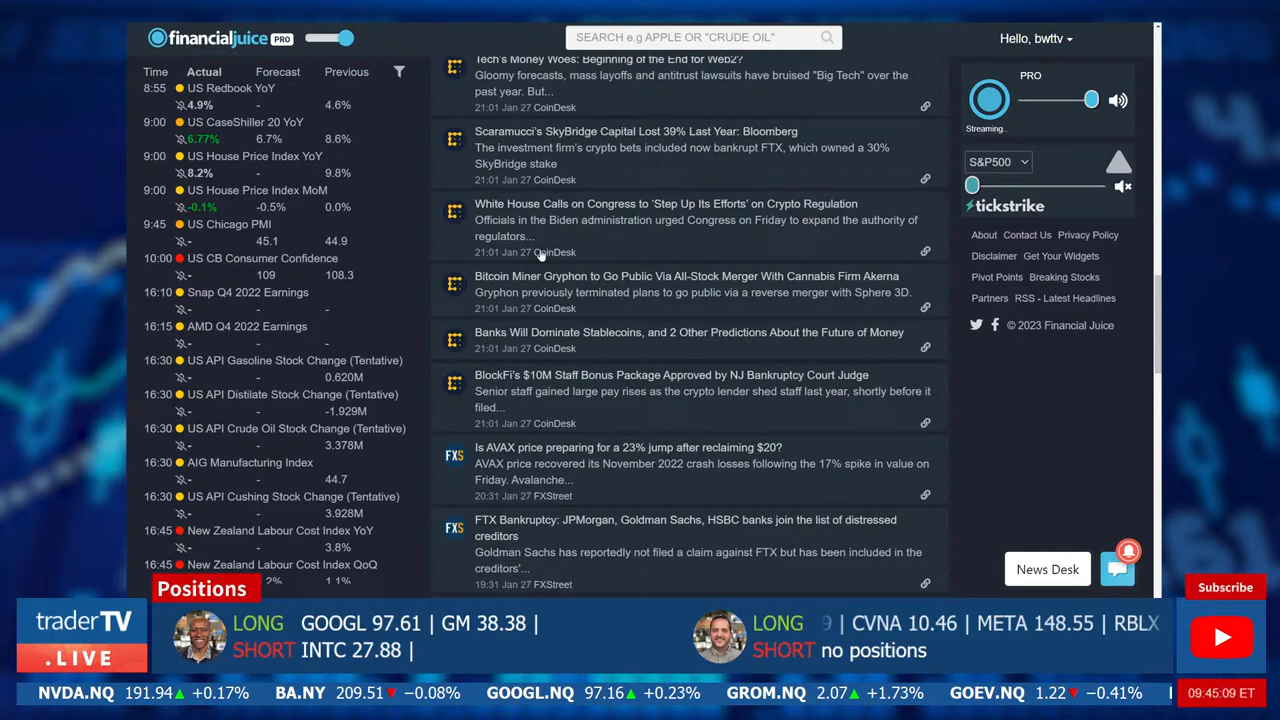 financialjuice PRO
SEARCH e.g APPLE OR "CRUDE OIL"
Hello, bwttv
Time Actual Forecast Previous
8:55 US Redbook YoY
4.9% - 4.6%
9:00 US CaseShiller 20 YoY
6.77% 6.7% 8.6%
9:00 US House Price Index YoY
8.2% - 9.8%
9:00 US House Price Index MoM
-0.1% -0.5% 0.0%
9:45 US Chicago PMI
- 45.1 44.9
10:00 US CB Consumer Confidence
- 109 108.3
16:10 Snap Q4 2022 Earnings
- - -
16:15 AMD Q4 2022 Earnings
- - -
16:30 US API Gasoline Stock Change (Tentative)
- - 0.620M
16:30 US API Distilate Stock Change (Tentative)
- - -1.929M
16:30 US API Crude Oil Stock Change (Tentative)
- - 3.378M
16:30 AIG Manufacturing Index
- - 44.7
16:30 US API Cushing Stock Change (Tentative)
- - 3.928M
16:45 New Zealand Labour Cost Index YoY
- - 3.8%
16:45 New Zealand Labour Cost Index QoQ
2% 1.1%
Tech's Money Woes: Beginning of the End for Web2?
Gloomy forecasts, mass layoffs and antitrust lawsuits have bruised "Big Tech" over the
past year. But...
21:01 Jan 27 CoinDesk
Scaramucci's SkyBridge Capital Lost 39% Last Year: Bloomberg
The investment firm's crypto bets included now bankrupt FTX, which owned a 30%
SkyBridge stake
21:01 Jan 27 CoinDesk
White House Calls on Congress to 'Step Up Its Efforts' on Crypto Regulation
Officials in the Biden administration urged Congress on Friday to expand the authority of
regulators...
21:01 Jan 27 CoinDesk
Bitcoin Miner Gryphon to Go Public Via All-Stock Merger With Cannabis Firm Akerna
Gryphon previously terminated plans to go public via a reverse merger with Sphere 3D.
21:01 Jan 27 CoinDesk
Banks Will Dominate Stablecoins, and 2 Other Predictions About the Future of Money
21:01 Jan 27 CoinDesk
BlockFi's $10M Staff Bonus Package Approved by NJ Bankruptcy Court Judge
Senior staff gained large pay rises as the crypto lender shed staff last year, shortly before it
filed...
21:01 Jan 27 CoinDesk
FXS
Is AVAX price preparing for a 23% jump after reclaiming $20?
AVAX price recovered its November 2022 crash losses following the 17% spike in value on
Friday. Avalanche...
20:31 Jan 27 FXStreet
FXS
FTX Bankruptcy: JPMorgan, Goldman Sachs, HSBC banks join the list of distressed
creditors
Goldman Sachs has reportedly not filed a claim against FTX but has been included in the
creditors'...
19:31 Jan 27 FXStreet
PRO
Streaming..
S&P500
tickstrike
About Contact Us Privacy Policy
Disclaimer Get Your Widgets
Pivot Points Breaking Stocks
Partners RSS - Latest Headlines
© 2023 Financial Juice
News Desk
Positions
Subscribe
traderTV
.LIVE
LONG GOOGL 97.61 | GM 38.38 |
SHORT INTC 27.88 |
LONG 9 | CVNA 10.46 | META 148.55 | RBLX
SHORT no positions
NVDA.NQ 191.94 +0.17% BA.NY 209.51 −0.08% GOOGL.NQ 97.16 +0.23% GROM.NQ 2.07 +1.73% GOEV.NQ 1.22 −0.41%
09:45:09 ET